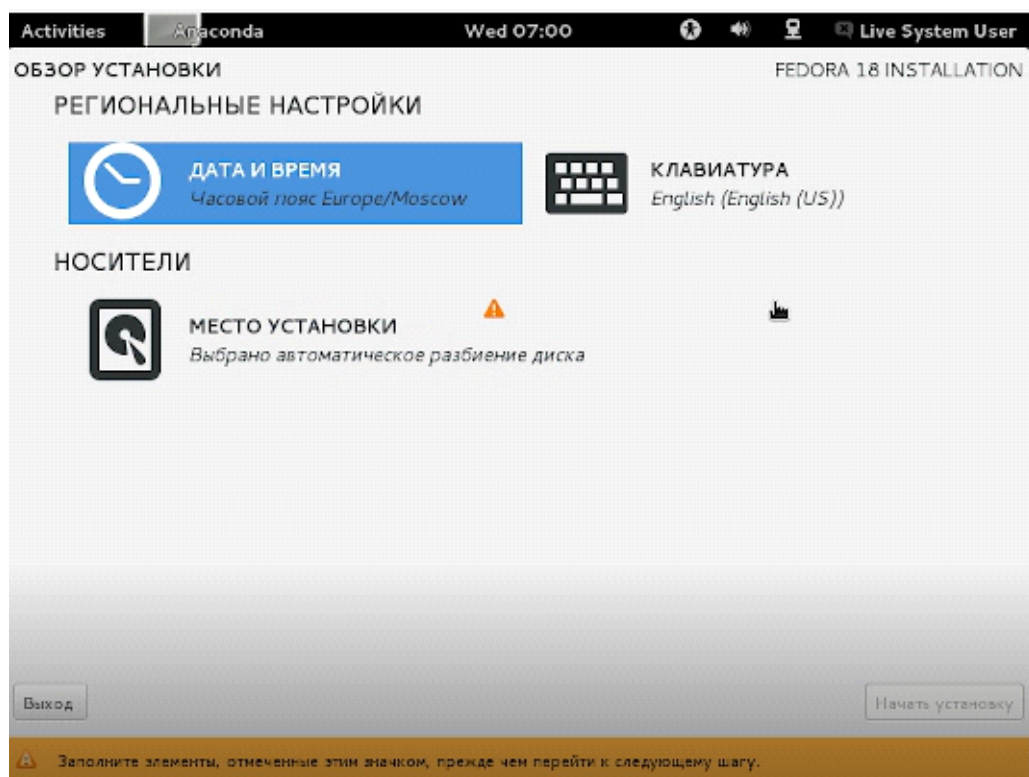 Activities Anaconda Wed 07:00 Live System User
ОБЗОР УСТАНОВКИ FEDORA 18 INSTALLATION
РЕГИОНАЛЬНЫЕ НАСТРОЙКИ
ДАТА И ВРЕМЯ КЛАВИАТУРА
Часовой пояс Europe/Moscow English (English (US))
НОСИТЕЛИ
МЕСТО УСТАНОВКИ
Выбрано автоматическое разбиение диска
Выход Начать установку
Заполните элементы, отмеченные этим значком, прежде чем перейти к следующему шагу.